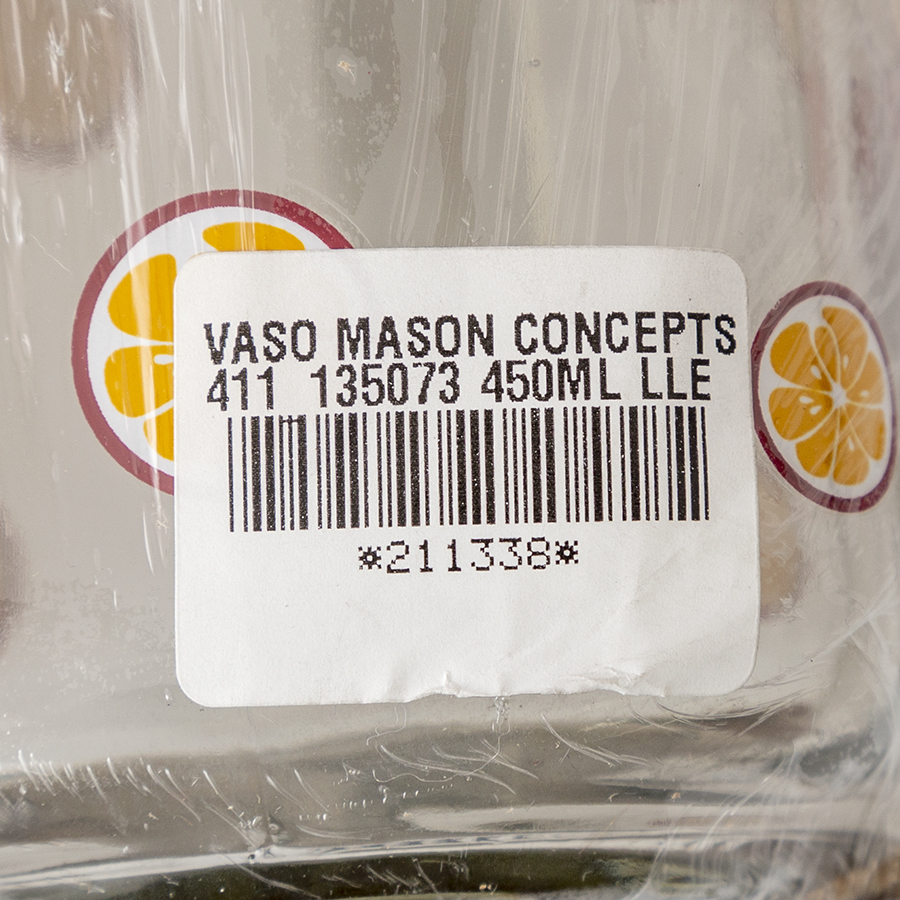 VASO MASON CONCEPTS
411 135073 450ML LLE
*211338*